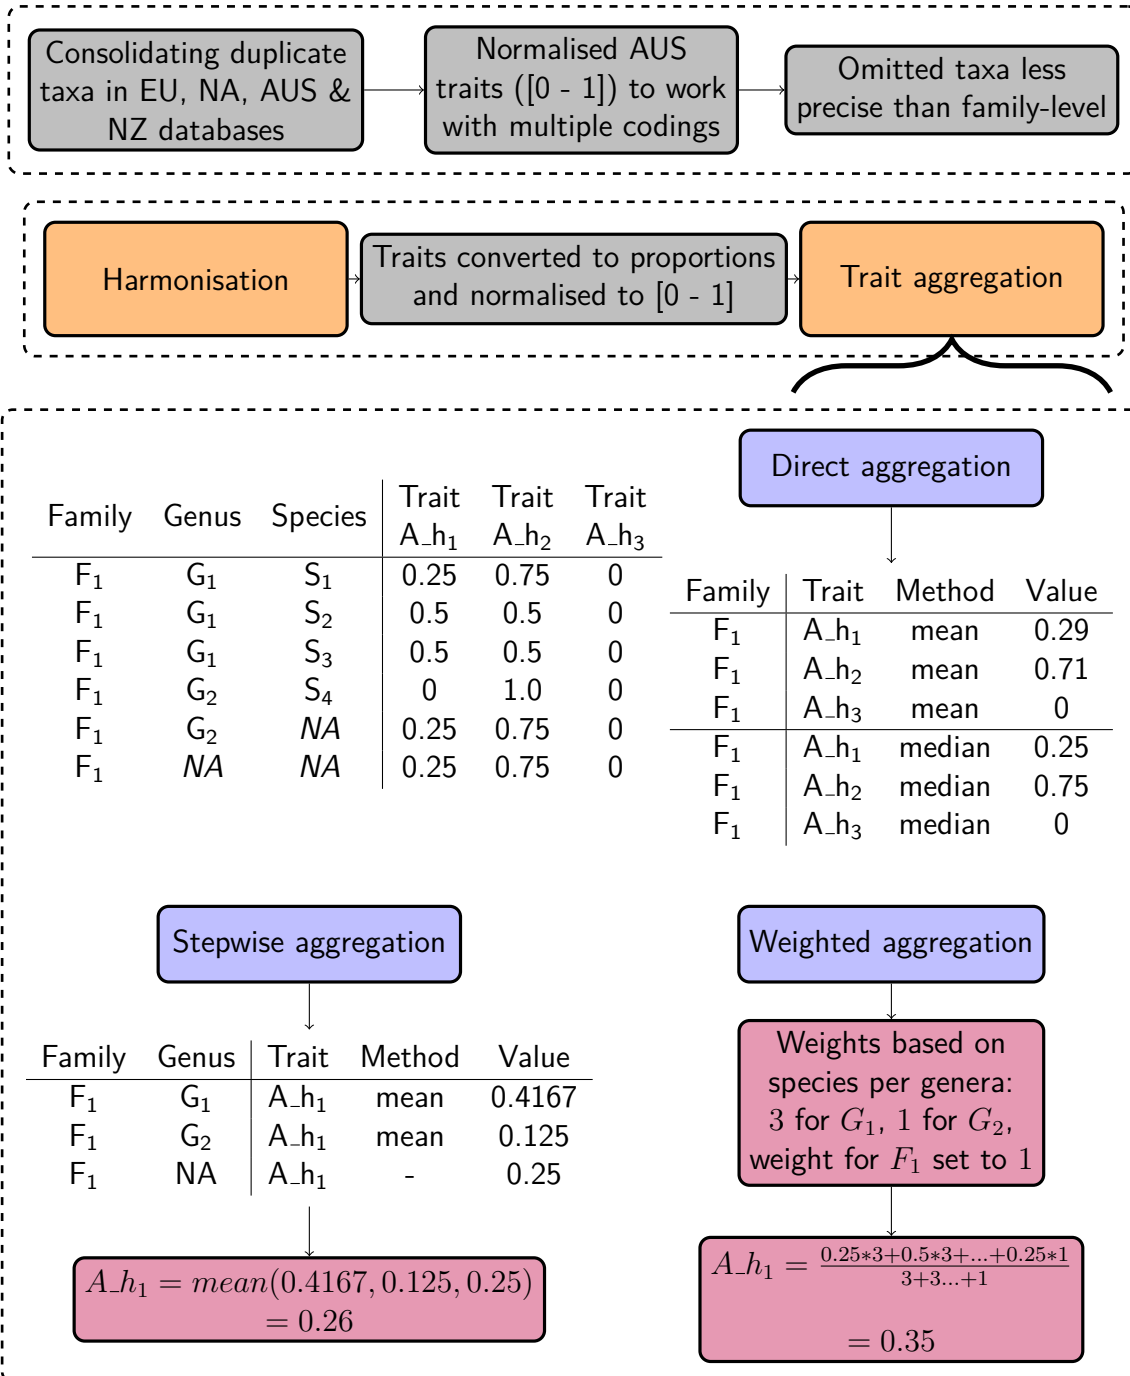 Consolidating duplicate
taxa in EU, NA, AUS &
NZ databases
Normalised AUS
traits ([0 - 1]) to work
with multiple codings
Omitted taxa less
precise than family-level
Harmonisation
Traits converted to proportions
and normalised to [0 - 1]
Trait aggregation
Family Genus Species Trait A_h₁ Trait A_h₂ Trait A_h₃
F₁ G₁ S₁ 0.25 0.75 0
F₁ G₁ S₂ 0.5 0.5 0
F₁ G₁ S₃ 0.5 0.5 0
F₁ G₂ S₄ 0 1.0 0
F₁ G₂ NA 0.25 0.75 0
F₁ NA NA 0.25 0.75 0
Direct aggregation
Family Trait Method Value
F₁ A_h₁ mean 0.29
F₁ A_h₂ mean 0.71
F₁ A_h₃ mean 0
F₁ A_h₁ median 0.25
F₁ A_h₂ median 0.75
F₁ A_h₃ median 0
Stepwise aggregation
Family Genus Trait Method Value
F₁ G₁ A_h₁ mean 0.4167
F₁ G₂ A_h₁ mean 0.125
F₁ NA A_h₁ - 0.25
A_h₁ = mean(0.4167, 0.125, 0.25)
= 0.26
Weighted aggregation
Weights based on
species per genera:
3 for G₁, 1 for G₂,
weight for F₁ set to 1
A_h₁ = 0.25*3+0.5*3+...+0.25*1 / 3+3...+1
= 0.35